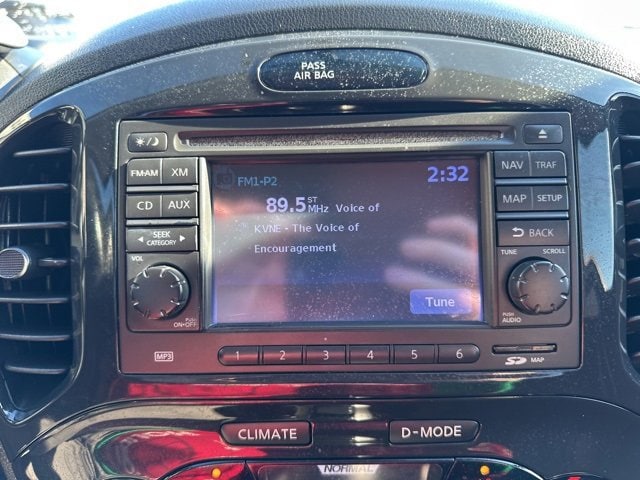 PASS
AIR BAG
FM1-P2
2:32
89.5 ST MHz Voice of
KVNE - The Voice of
Encouragement
Tune
FM·AM XM
CD AUX
SEEK
CATEGORY
VOL
PUSH
ON•OFF
MP3
NAV TRAF
MAP SETUP
BACK
TUNE SCROLL
PUSH
AUDIO
1 2 3 4 5 6
SD MAP
CLIMATE
D-MODE
NORMAL